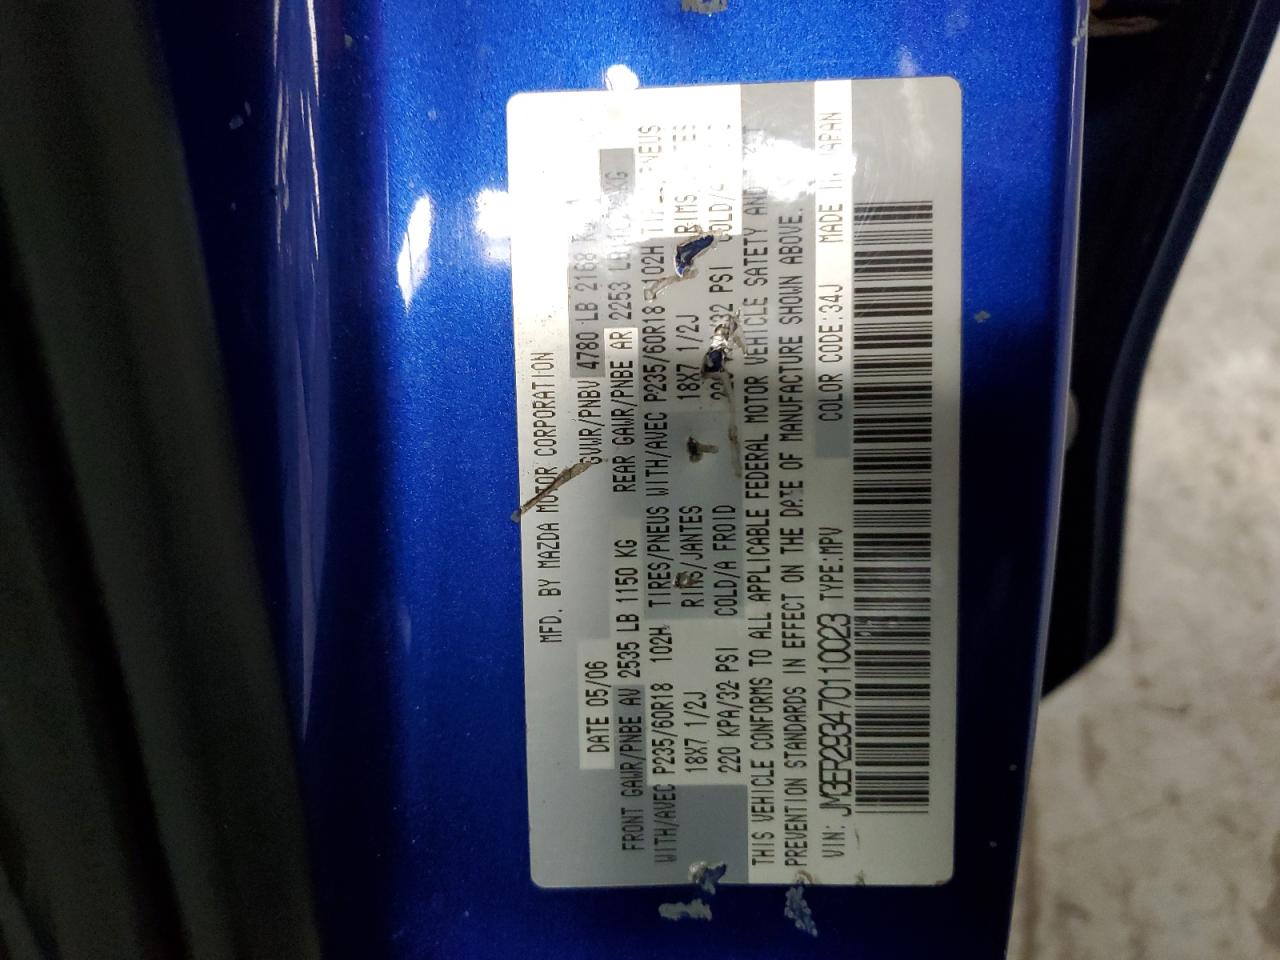 MFD. BY MAZDA MOTOR CORPORATION
DATE 05/06 GVWR/PNBV 4780 LB 2168
FRONT GAWR/PNBE AV 2535 LB 1150 KG REAR GAWR/PNBE AR 2253 LB KG
WITH/AVEC P235/60R18 102H TIRES/PNEUS WITH/AVEC P235/60R18 102H
18X7 1/2J RIMS/JANTES 18X7 1/2J RIMS
220 KPA/32 PSI COLD/A FROID 32 PSI
THIS VEHICLE CONFORMS TO ALL APPLICABLE FEDERAL MOTOR VEHICLE SAFETY AND
PREVENTION STANDARDS IN EFFECT ON THE DATE OF MANUFACTURE SHOWN ABOVE.
VIN: JM3ER293470110023 TYPE:MPV COLOR CODE:34J MADE IN JAPAN